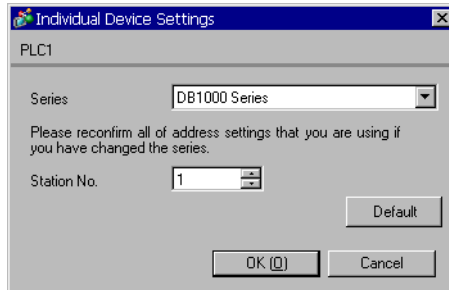 Individual Device Settings
PLC1
Series
DB1000 Series
Please reconfirm all of address settings that you are using if
you have changed the series.
Station No.
1
Default
OK (O)
Cancel